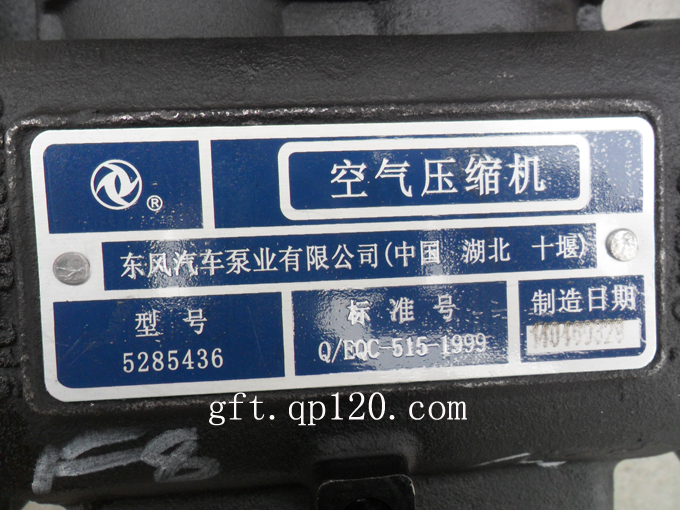 空气压缩机
®
东风汽车泵业有限公司(中国 湖北 十堰)
型号
5285436
标准号
Q/EQC-515-1999
制造日期
gft.qp120.com